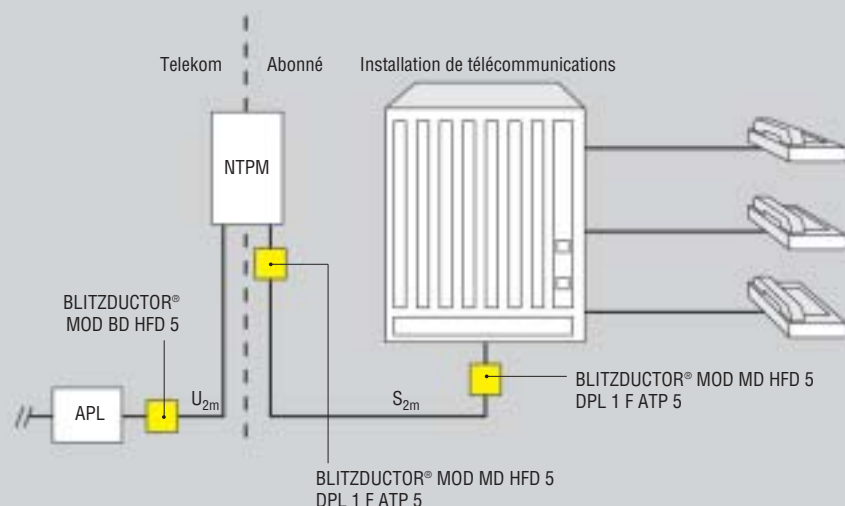 Telekom
Abonné
Installation de télécommunications
NTPM
BLITZDUCTOR®
MOD BD HFD 5
APL
U2m
S2m
BLITZDUCTOR® MOD MD HFD 5
DPL 1 F ATP 5
BLITZDUCTOR® MOD MD HFD 5
DPL 1 F ATP 5